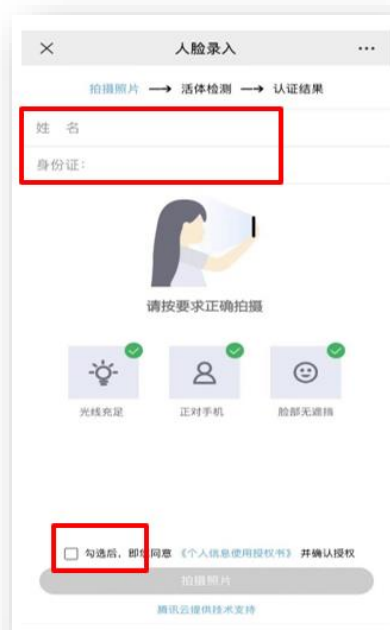 人脸录入
拍摄照片 → 活体检测 → 认证结果
姓 名
身份证:
请按要求正确拍摄
光线充足 正对手机 脸部无遮挡
勾选后，即您同意 《个人信息使用授权书》 并确认授权
拍摄照片
腾讯云提供技术支持